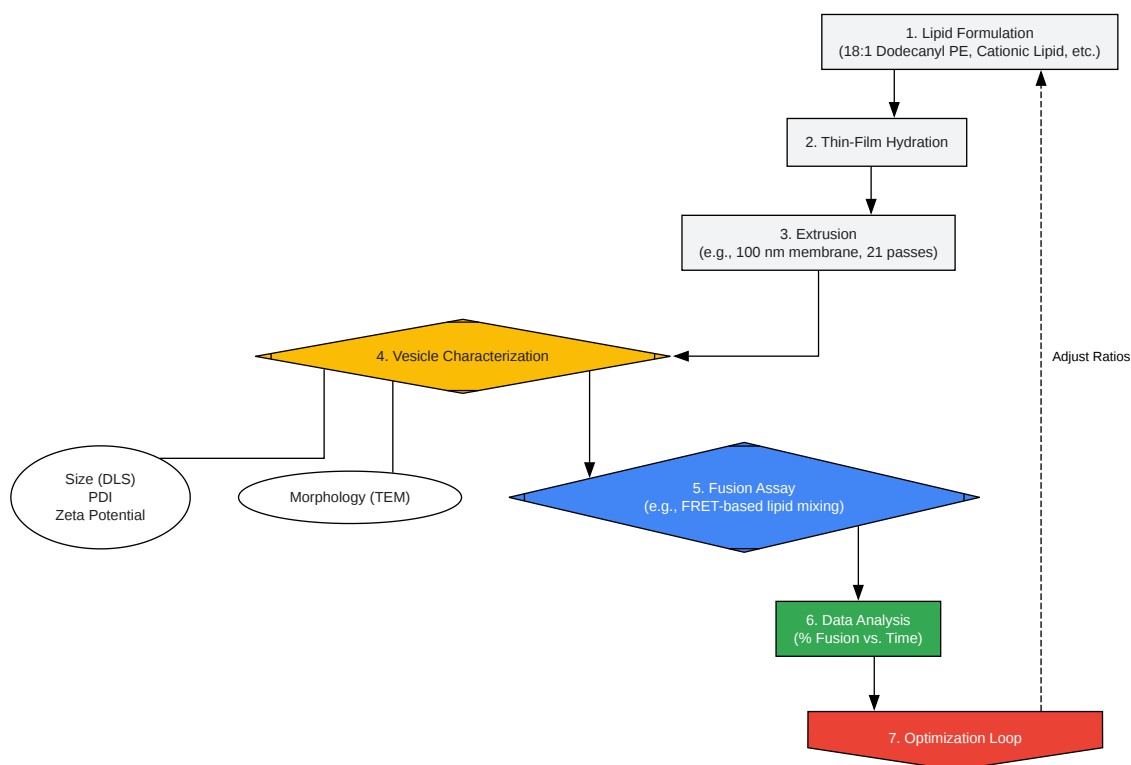 1. Lipid Formulation
(18:1 Dodecanyl PE, Cationic Lipid, etc.)
2. Thin-Film Hydration
3. Extrusion
(e.g., 100 nm membrane, 21 passes)
4. Vesicle Characterization
Adjust Ratios
Size (DLS)
PDI
Zeta Potential
Morphology (TEM)
5. Fusion Assay
(e.g., FRET-based lipid mixing)
6. Data Analysis
(% Fusion vs. Time)
7. Optimization Loop